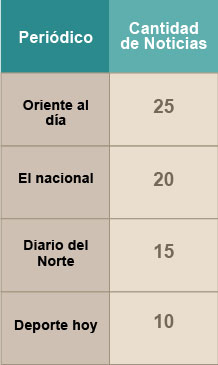 Periódico
Cantidad
de Noticias
Oriente al
día
25
El nacional
20
Diario del
Norte
15
Deporte hoy
10